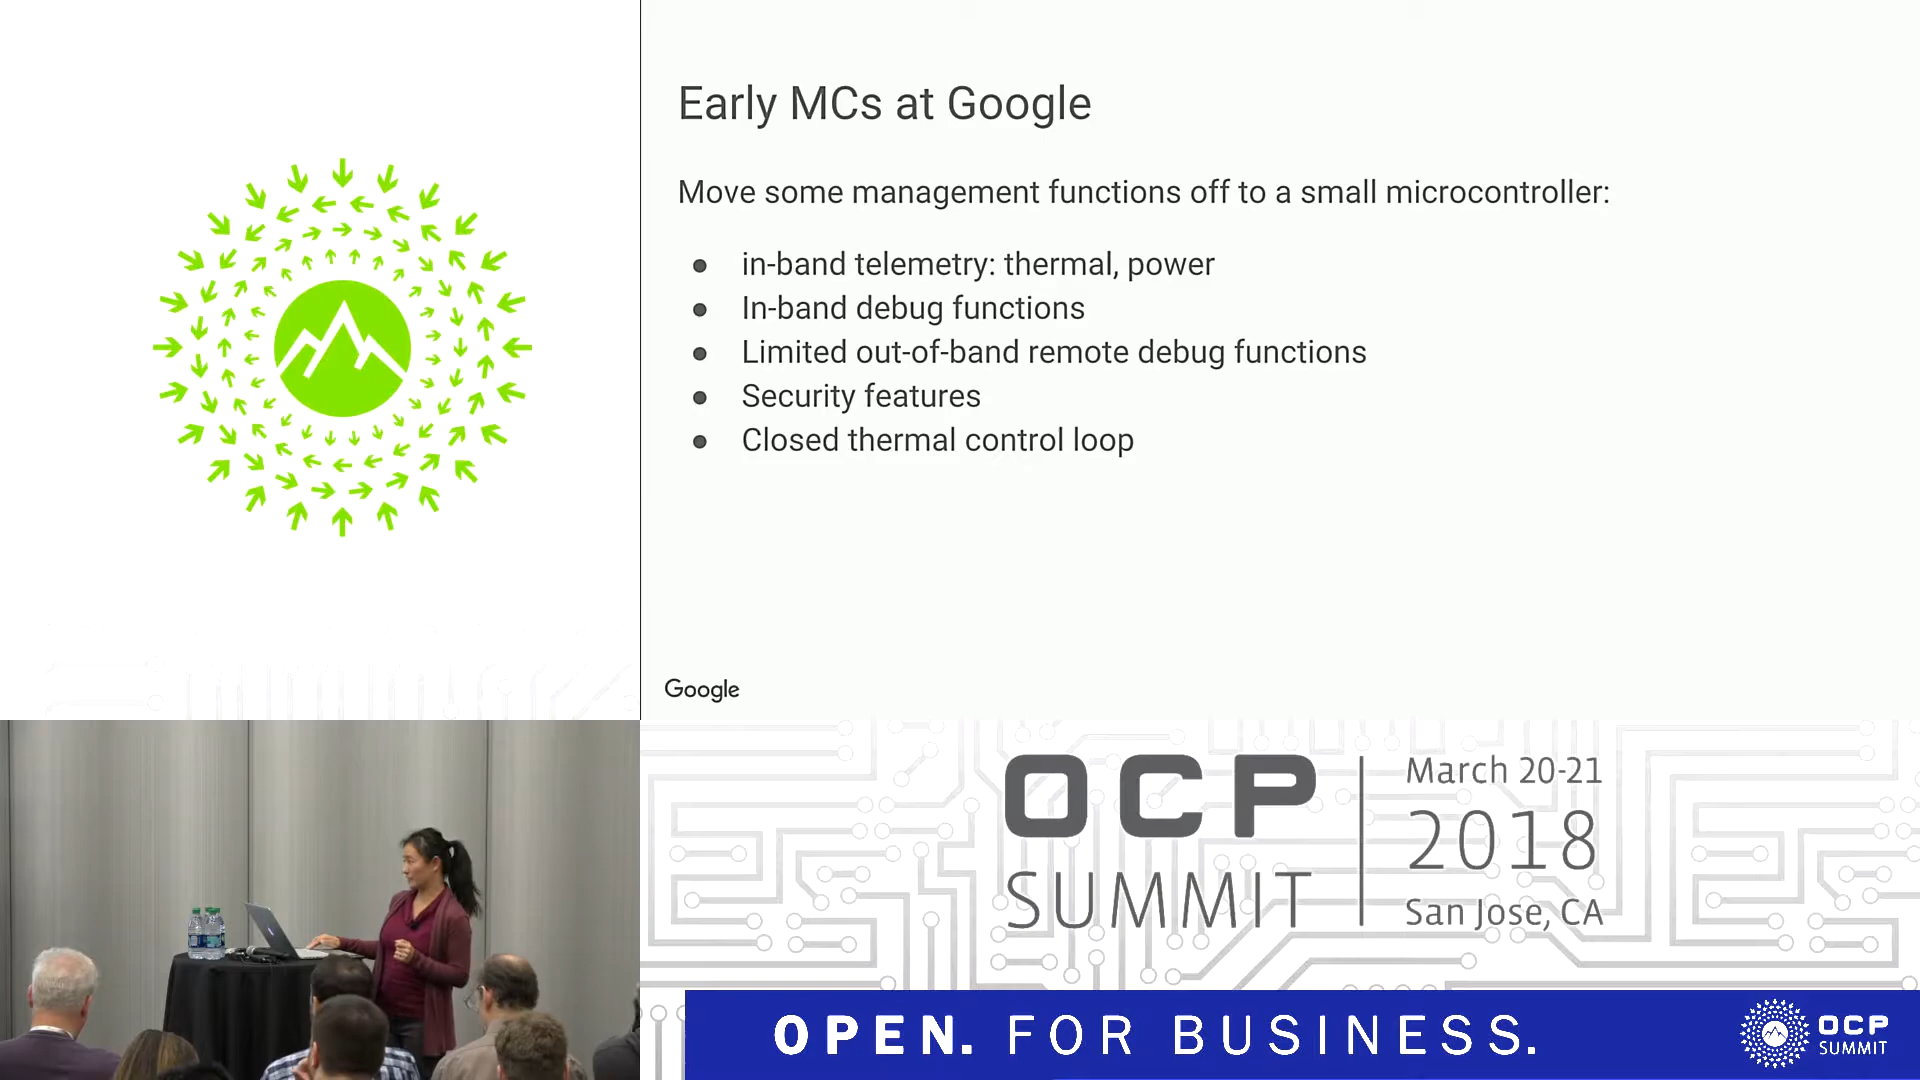 Early MCs at Google
Move some management functions off to a small microcontroller:
● in-band telemetry: thermal, power
● In-band debug functions
● Limited out-of-band remote debug functions
● Security features
● Closed thermal control loop
Google
OCP
SUMMIT
March 20-21
2018
San Jose, CA
OPEN. FOR BUSINESS.
OCP
SUMMIT